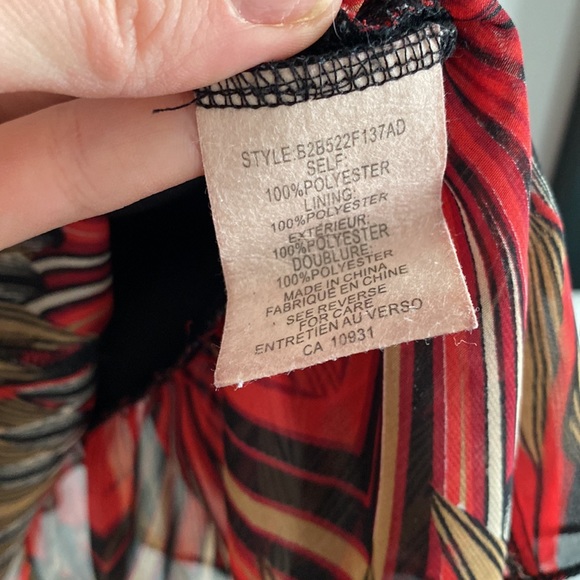 STYLE:B2B522F137AD
SELF:
100%POLYESTER
LINING:
100%POLYESTER
EXTÉRIEUR:
100%POLYESTER
DOUBLURE:
100%POLYESTER
MADE IN CHINA
FABRIQUÉ EN CHINE
SEE REVERSE
FOR CARE
ENTRETIEN AU VERSO
CA 10931